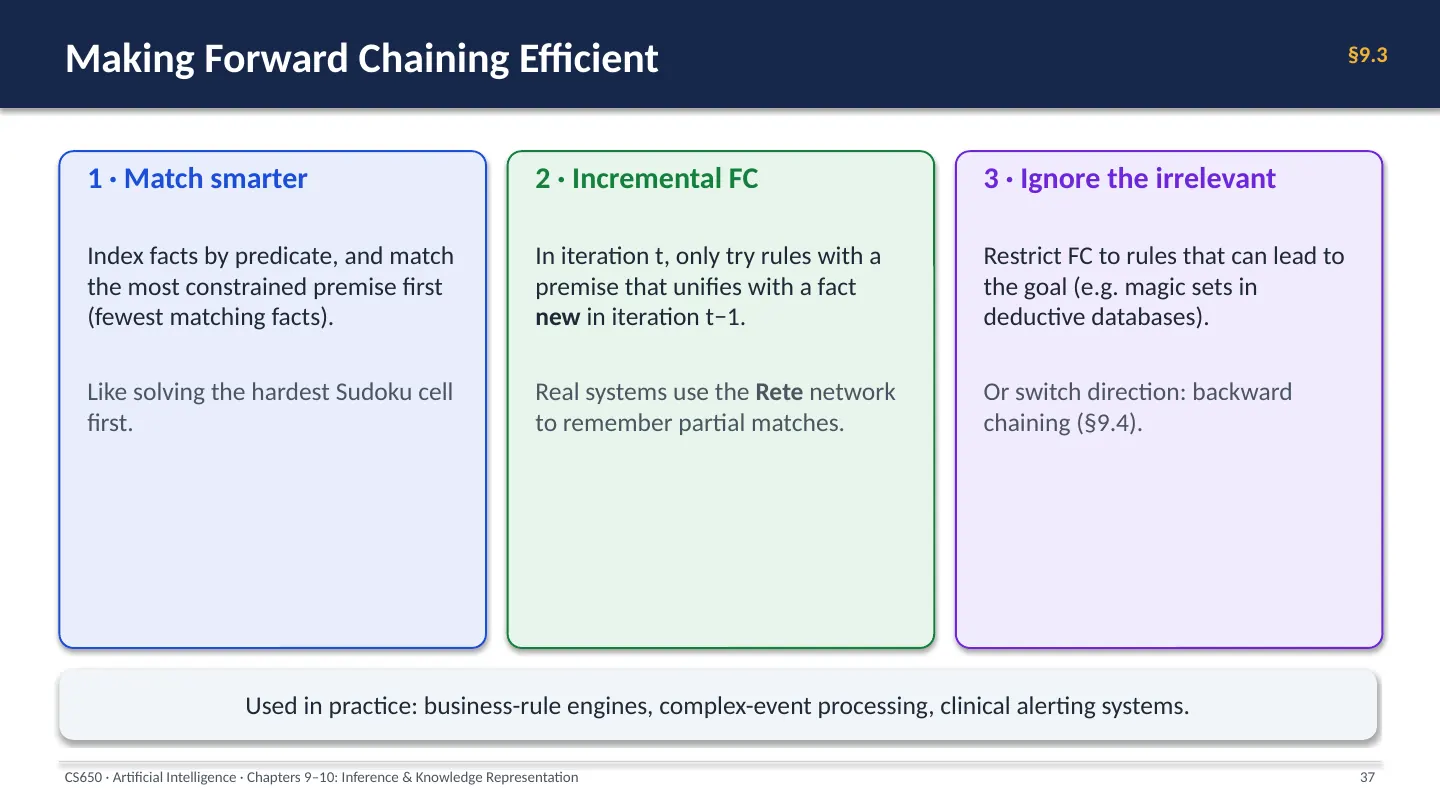 Making Forward Chaining Efficient
§9.3
1 · Match smarter
Index facts by predicate, and match
the most constrained premise first
(fewest matching facts).
Like solving the hardest Sudoku cell
first.
2 · Incremental FC
In iteration t, only try rules with a
premise that unifies with a fact
new in iteration t−1.
Real systems use the Rete network
to remember partial matches.
3 · Ignore the irrelevant
Restrict FC to rules that can lead to
the goal (e.g. magic sets in
deductive databases).
Or switch direction: backward
chaining (§9.4).
Used in practice: business-rule engines, complex-event processing, clinical alerting systems.
CS650 · Artificial Intelligence · Chapters 9–10: Inference & Knowledge Representation
37